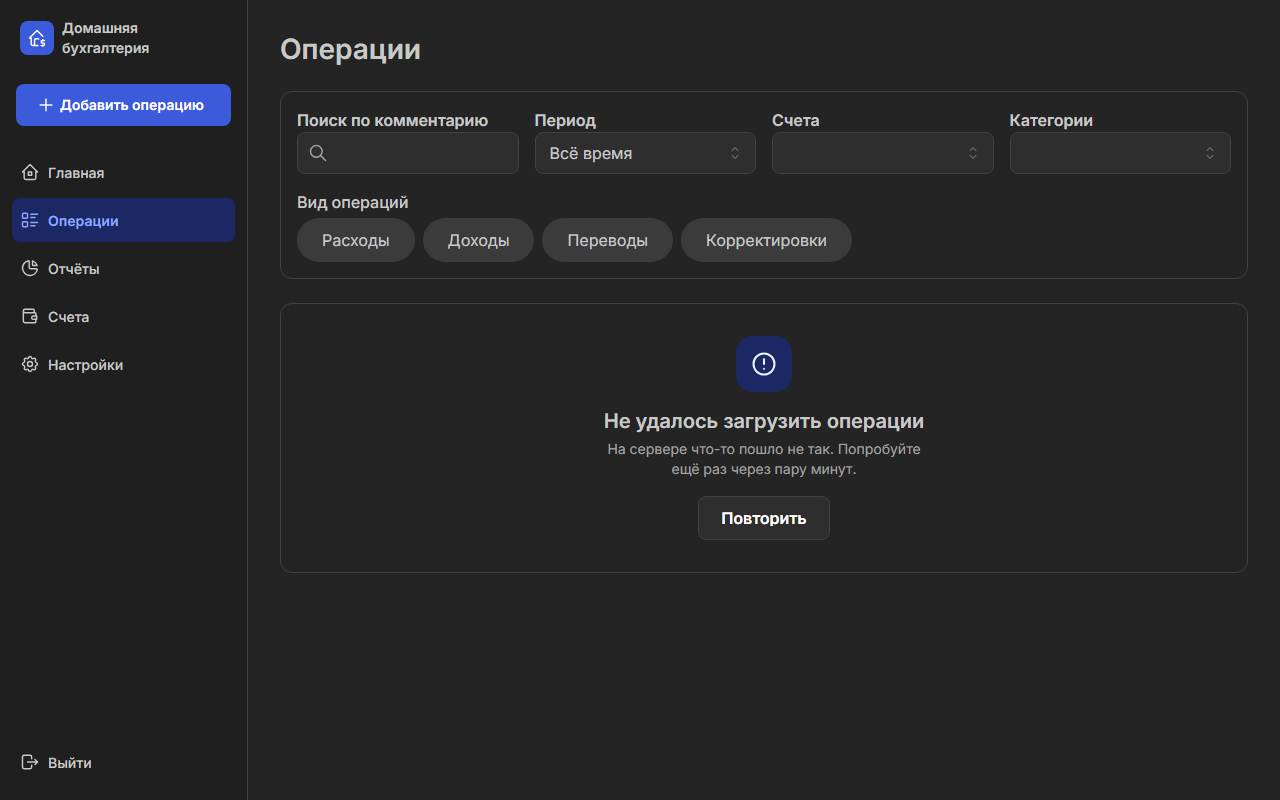 Домашняя
бухгалтерия
Добавить операцию
Главная
Операции
Отчёты
Счета
Настройки
Выйти
Операции
Поиск по комментарию
Период
Счета
Категории
Всё время
Вид операций
Расходы
Доходы
Переводы
Корректировки
Не удалось загрузить операции
На сервере что-то пошло не так. Попробуйте
ещё раз через пару минут.
Повторить